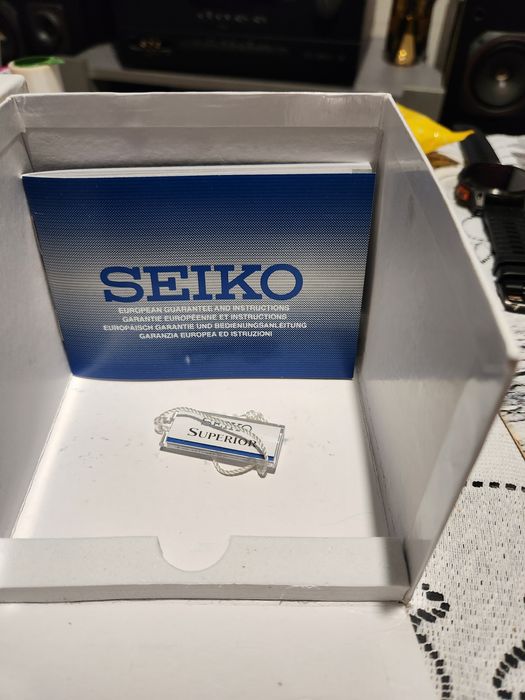 SEIKO
EUROPEAN GUARANTEE AND INSTRUCTIONS
GARANTIE EUROPÉENNE ET INSTRUCTIONS
EUROPÄISCH GARANTIE UND BEDIENUNGSANLEITUNG
GARANZIA EUROPEA ED ISTRUZIONI
SEIKO
SUPERIOR